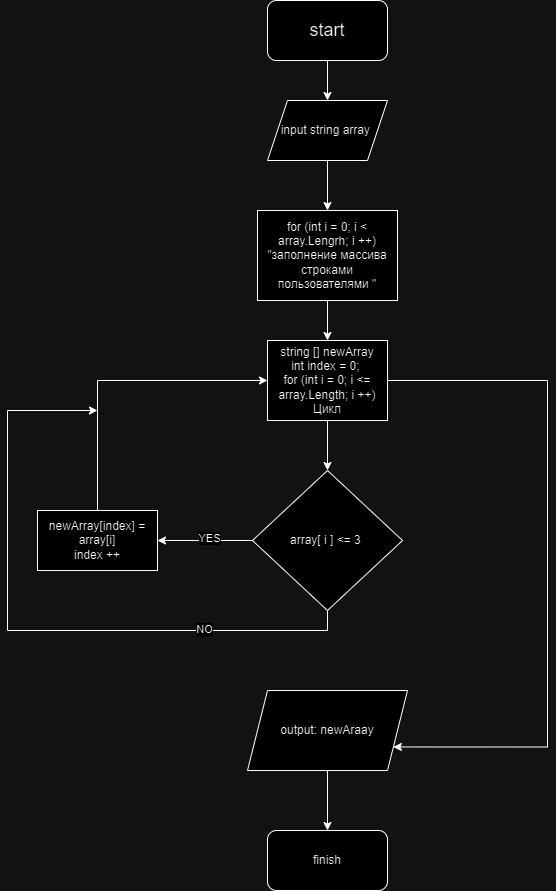 start
input string array
for (int i = 0; i <
array.Lengrh; i ++)
"заполнение массива
строками
пользователями "
string [] newArray
int index = 0;
for (int i = 0; i <=
array.Length; i ++)
Цикл
newArray[index] =
array[i]
index ++
YES
array[ i ] <= 3
NO
output: newAraay
finish